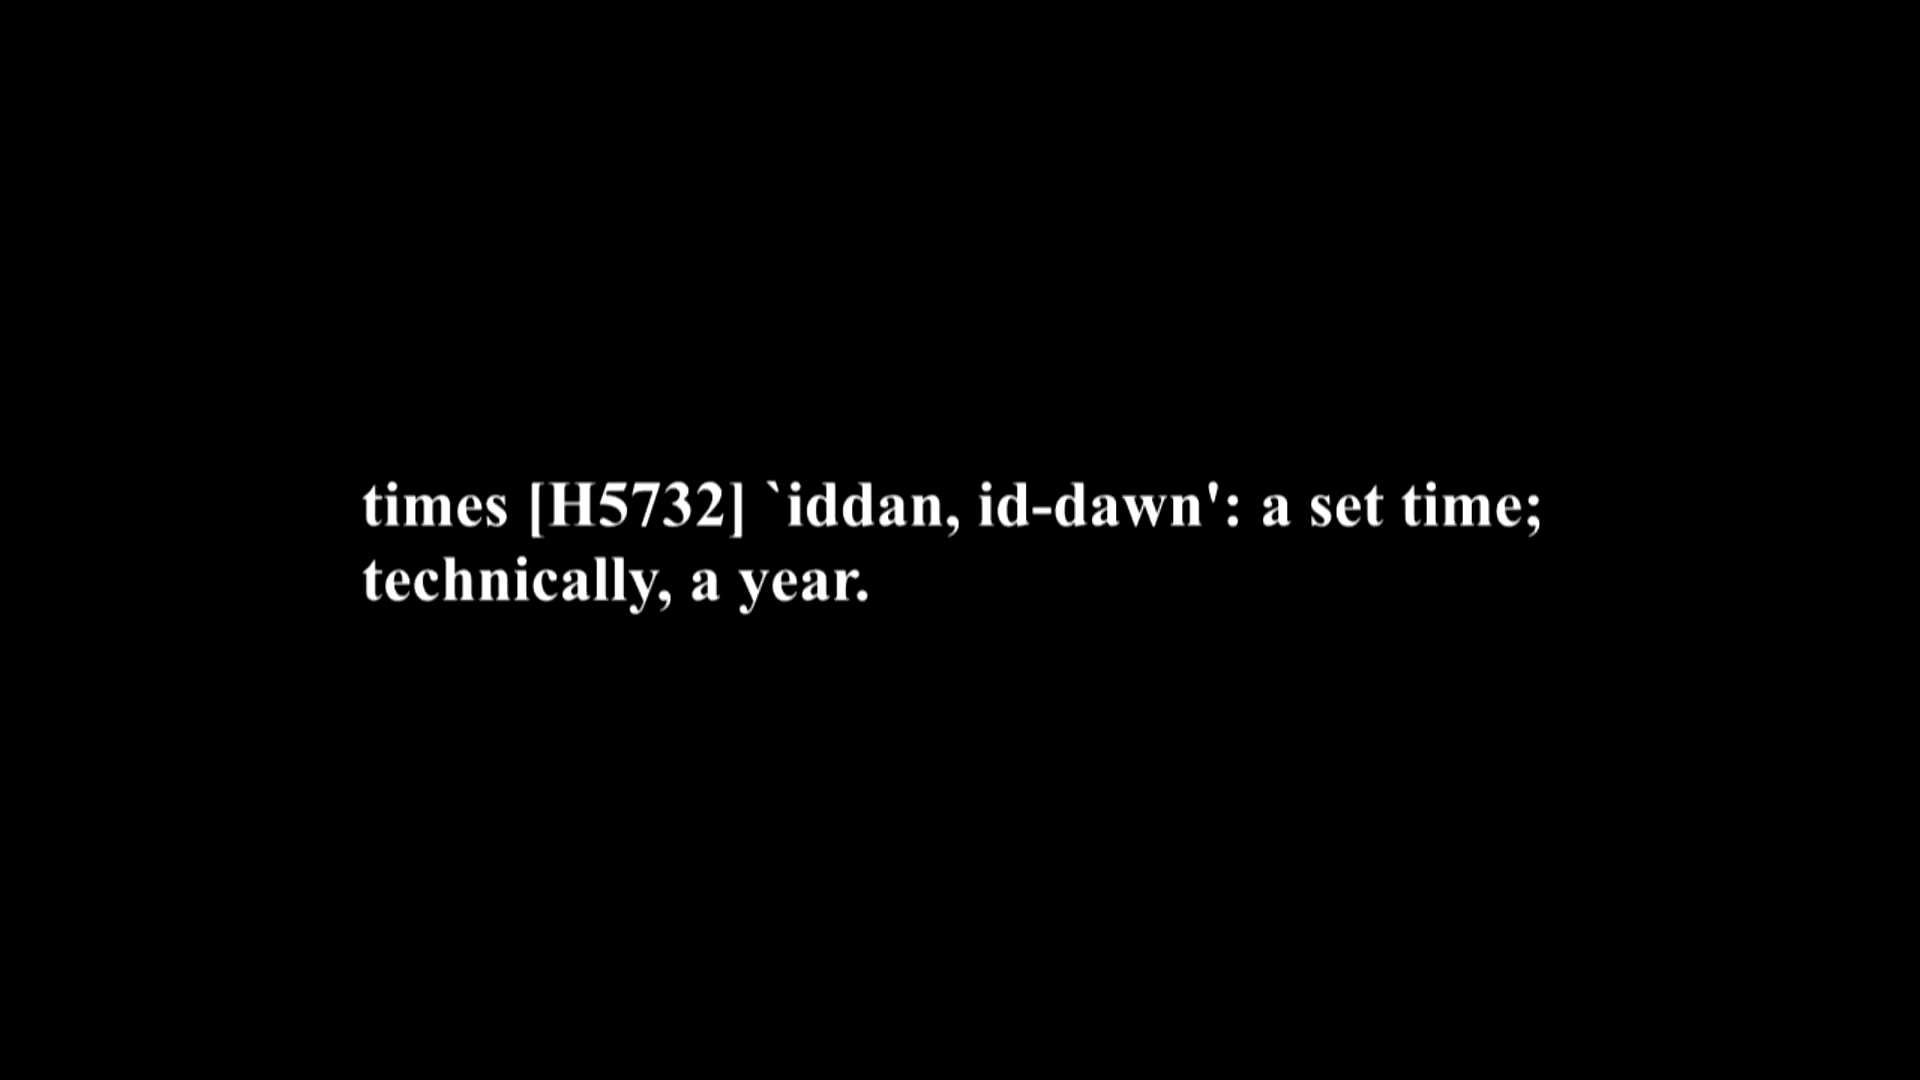 times [H5732] `iddan, id-dawn': a set time;
technically, a year.